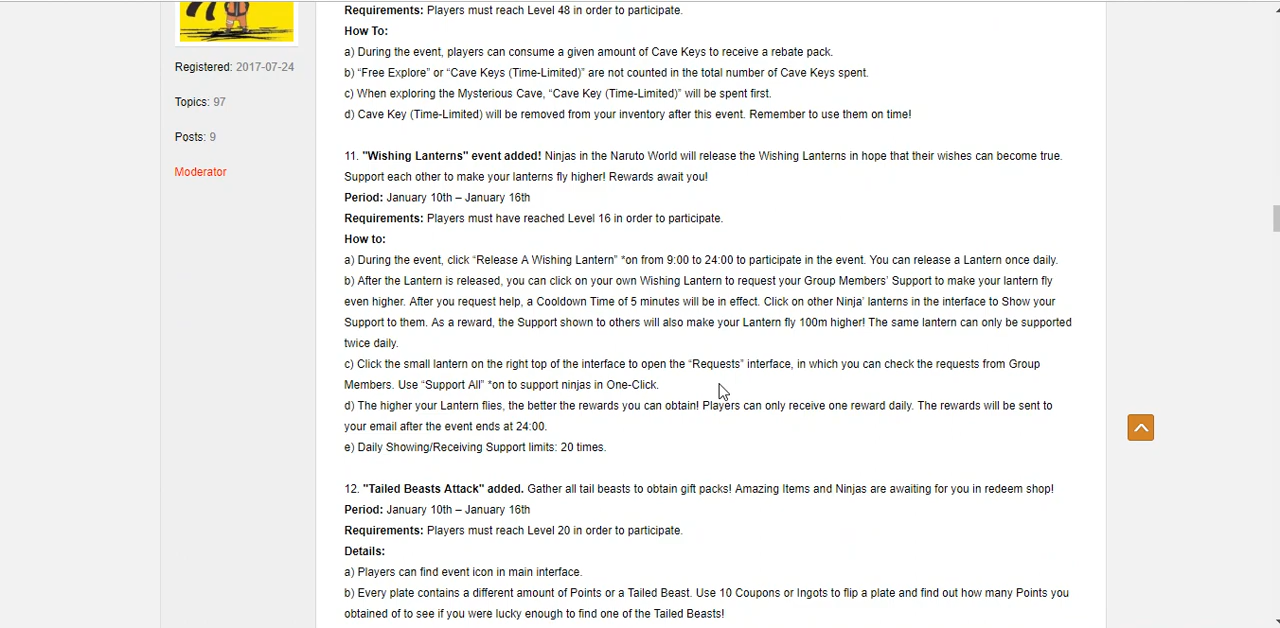 Requirements: Players must reach Level 48 in order to participate.
How To:
a) During the event, players can consume a given amount of Cave Keys to receive a rebate pack.
b) “Free Explore” or “Cave Keys (Time-Limited)” are not counted in the total number of Cave Keys spent.
c) When exploring the Mysterious Cave, “Cave Key (Time-Limited)” will be spent first.
d) Cave Key (Time-Limited) will be removed from your inventory after this event. Remember to use them on time!
Registered: 2017-07-24
Topics: 97
Posts: 9
Moderator
11. "Wishing Lanterns" event added! Ninjas in the Naruto World will release the Wishing Lanterns in hope that their wishes can become true.
Support each other to make your lanterns fly higher! Rewards await you!
Period: January 10th – January 16th
Requirements: Players must have reached Level 16 in order to participate.
How to:
a) During the event, click “Release A Wishing Lantern” *on from 9:00 to 24:00 to participate in the event. You can release a Lantern once daily.
b) After the Lantern is released, you can click on your own Wishing Lantern to request your Group Members’ Support to make your lantern fly
even higher. After you request help, a Cooldown Time of 5 minutes will be in effect. Click on other Ninja’ lanterns in the interface to Show your
Support to them. As a reward, the Support shown to others will also make your Lantern fly 100m higher! The same lantern can only be supported
twice daily.
c) Click the small lantern on the right top of the interface to open the “Requests” interface, in which you can check the requests from Group
Members. Use “Support All” *on to support ninjas in One-Click.
d) The higher your Lantern flies, the better the rewards you can obtain! Players can only receive one reward daily. The rewards will be sent to
your email after the event ends at 24:00.
e) Daily Showing/Receiving Support limits: 20 times.
12. "Tailed Beasts Attack" added. Gather all tail beasts to obtain gift packs! Amazing Items and Ninjas are awaiting for you in redeem shop!
Period: January 10th – January 16th
Requirements: Players must reach Level 20 in order to participate.
Details:
a) Players can find event icon in main interface.
b) Every plate contains a different amount of Points or a Tailed Beast. Use 10 Coupons or Ingots to flip a plate and find out how many Points you
obtained of to see if you were lucky enough to find one of the Tailed Beasts!